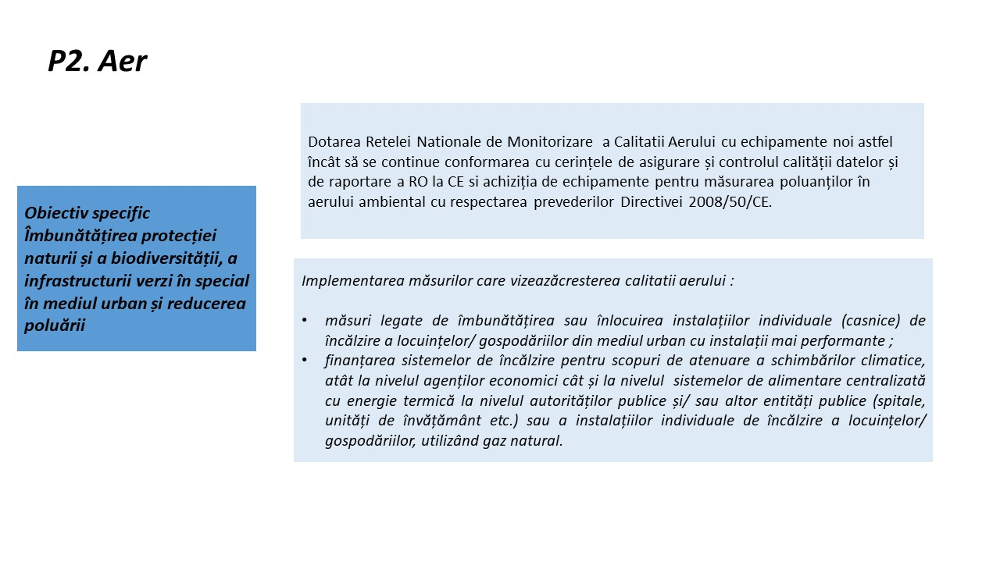 P2. Aer
Obiectiv specific
Îmbunătățirea protecției
naturii și a biodiversității, a
infrastructurii verzi în special
în mediul urban și reducerea
poluării
Dotarea Retelei Nationale de Monitorizare  a Calitatii Aerului cu echipamente noi astfel
încât să se continue conformarea cu cerințele de asigurare și controlul calității datelor și
de raportare a RO la CE si achiziția de echipamente pentru măsurarea poluanților în
aerului ambiental cu respectarea prevederilor Directivei 2008/50/CE.
Implementarea măsurilor care vizeazăcresterea calitatii aerului :
• măsuri legate de îmbunătățirea sau înlocuirea instalațiilor individuale (casnice) de
încălzire a locuințelor/ gospodăriilor din mediul urban cu instalații mai performante ;
• finanțarea sistemelor de încălzire pentru scopuri de atenuare a schimbărilor climatice,
atât la nivelul agenților economici cât și la nivelul  sistemelor de alimentare centralizată
cu energie termică la nivelul autorităților publice și/ sau altor entități publice (spitale,
unități de învățământ etc.) sau a instalațiilor individuale de încălzire a locuințelor/
gospodăriilor, utilizând gaz natural.